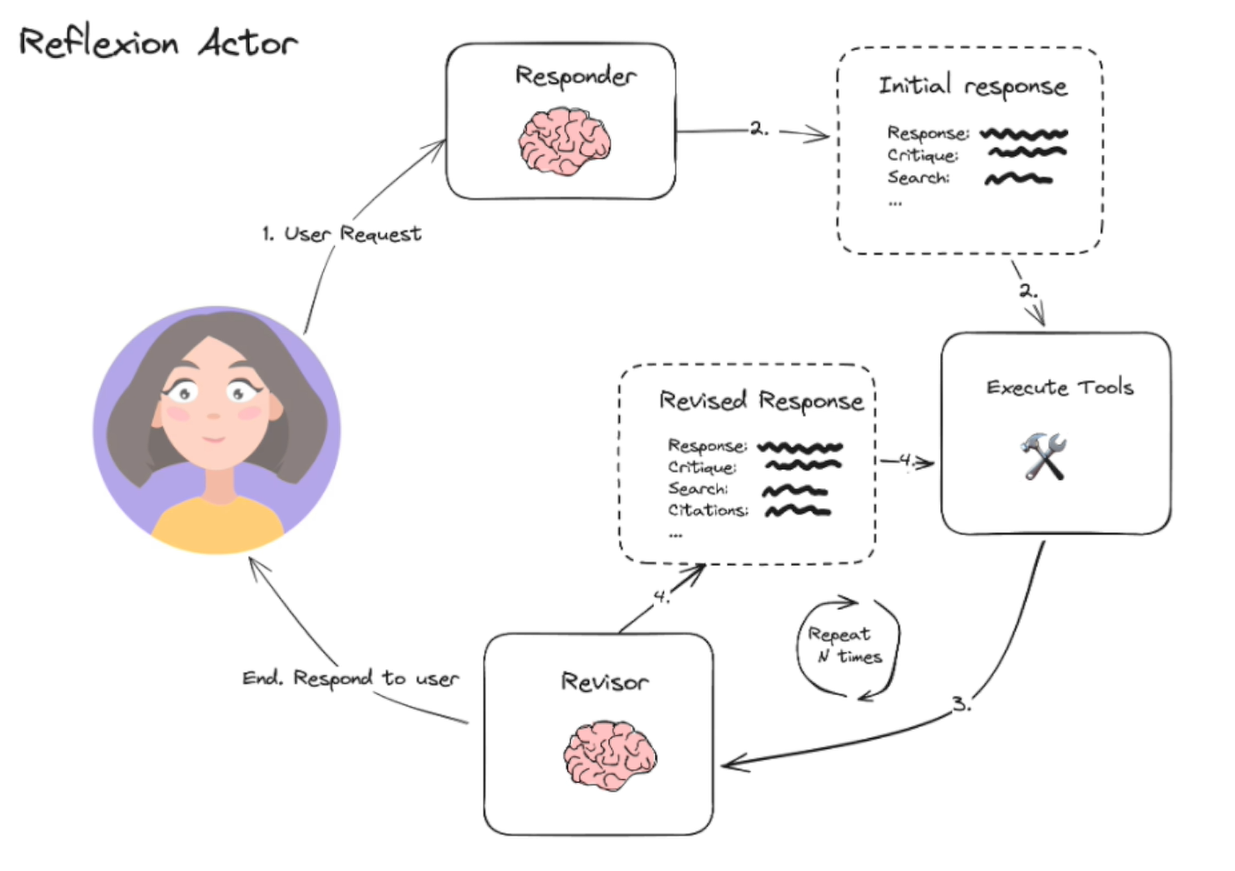 Reflexion Actor
Responder
2.
Initial response
Response:
Critique:
Search:
...
1. User Request
2.
Execute Tools
Revised Response
Response:
Critique:
Search:
Citations:
...
4.
4.
Repeat
N times
3.
Revisor
End. Respond to user